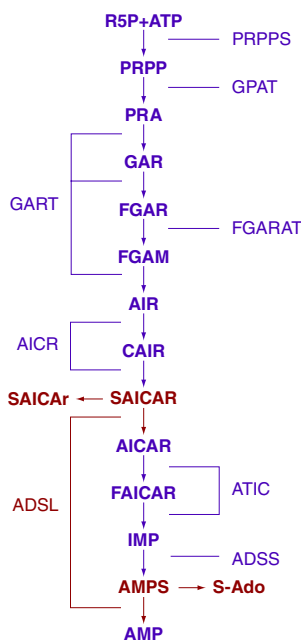 R5P+ATP
PRPPS
PRPP
GPAT
PRA
GAR
GART
FGAR
FGARAT
FGAM
AIR
AICR
CAIR
SAICAr
SAICAR
AICAR
ADSL
FAICAR
ATIC
IMP
ADSS
AMPS
S-Ado
AMP